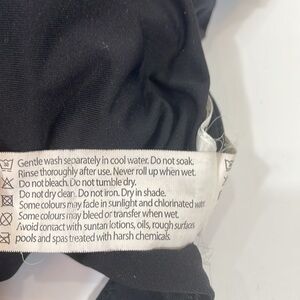 Gentle wash separately in cool water. Do not soak.
Rinse thoroughly after use. Never roll up when wet.
Do not bleach. Do not tumble dry.
Do not dry clean. Do not iron. Dry in shade.
Some colours may fade in sunlight and chlorinated water
Some colours may bleed or transfer when wet.
Avoid contact with suntan lotions, oils, rough surfaces
pools and spas treated with harsh chemicals